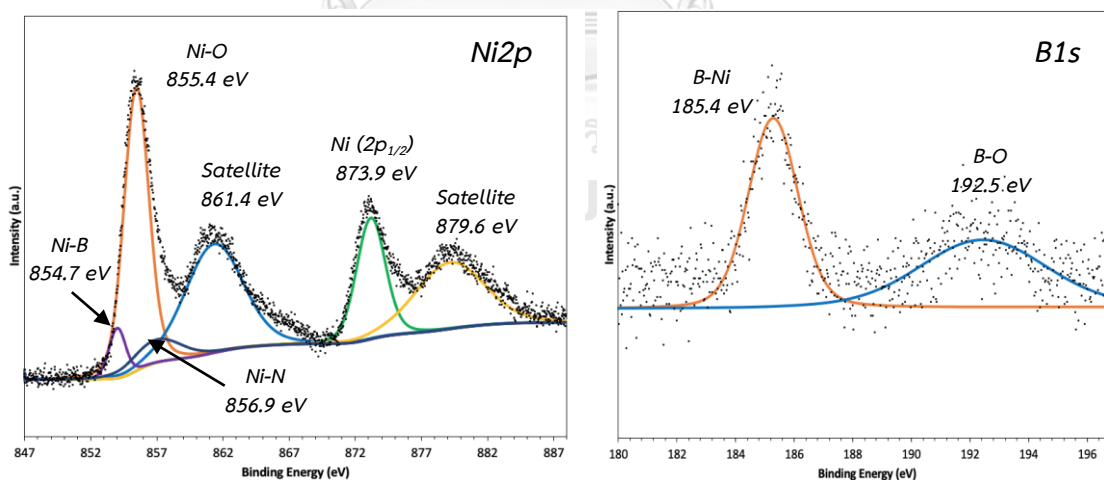 Ni2p
Ni-O
855.4 eV
Satellite
861.4 eV
Ni (2p1/2)
873.9 eV
Satellite
879.6 eV
Ni-B
854.7 eV
Ni-N
856.9 eV
Intensity (a.u.)
847 852 857 862 867 872 877 882 887
Binding Energy (eV)
B1s
B-Ni
185.4 eV
B-O
192.5 eV
Intensity (a.u.)
180 182 184 186 188 190 192 194 196
Binding Energy (eV)